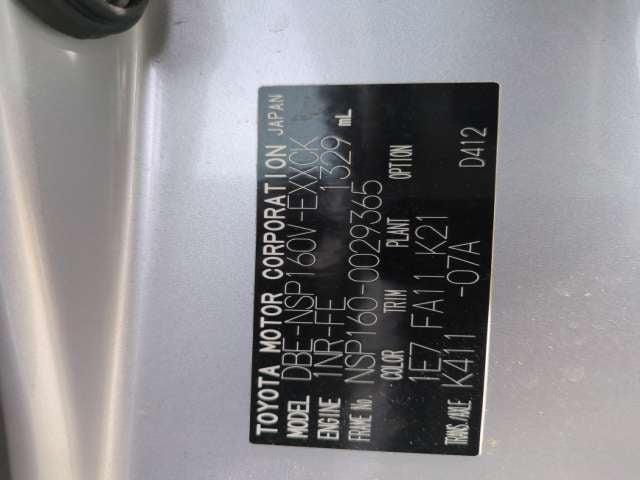 TOYOTA MOTOR CORPORATION JAPAN
MODEL DBE-NSP160V-EXXCK
ENGINE 1NR-FE 1329 mL
FRAME No. NSP160-0029365
COLOR TRIM PLANT OPTION
1E7 FA11 K21
TRANS./AXLE K411 -07A D412